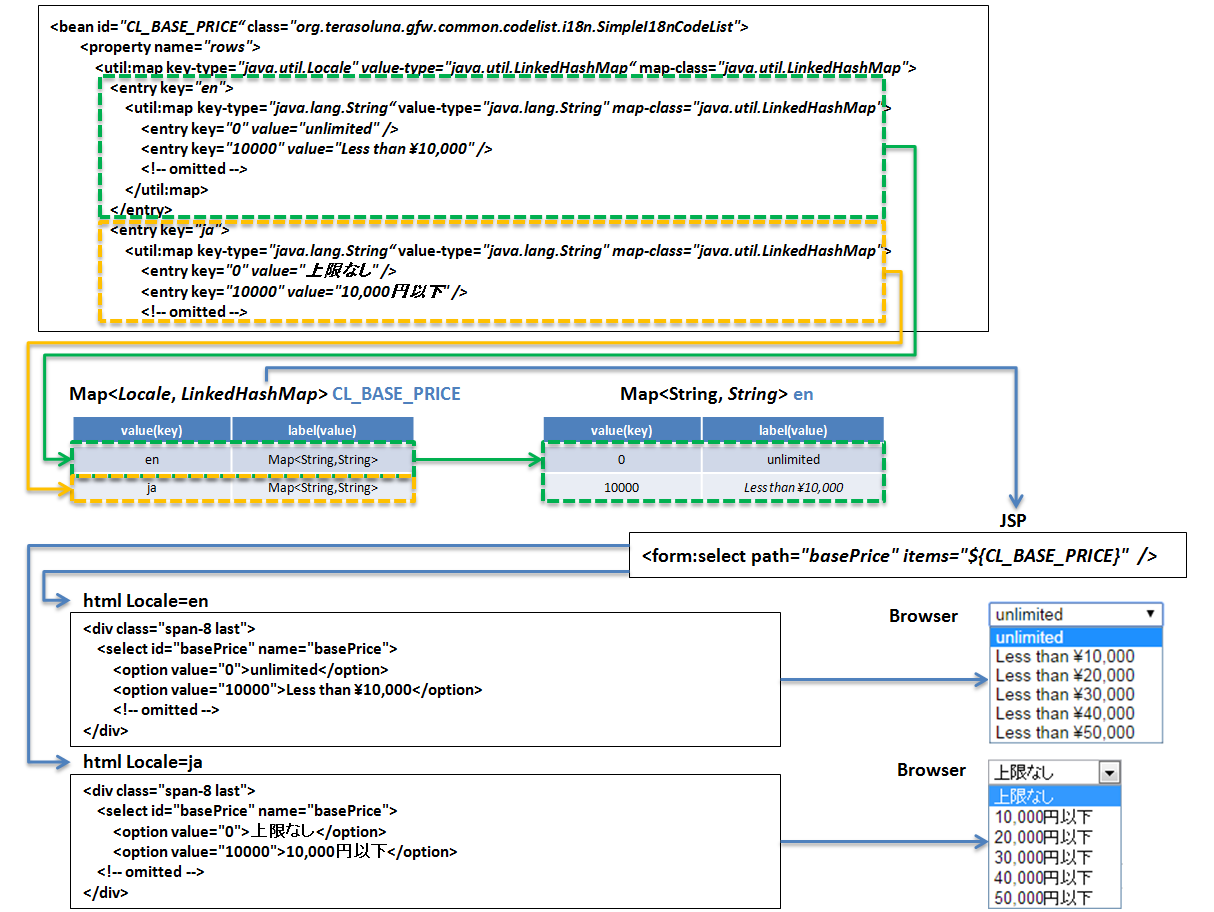 <bean id="CL_BASE_PRICE“ class="org.terasoluna.gfw.common.codelist.i18n.SimpleI18nCodeList">
<property name="rows">
<util:map key-type="java.util.Locale" value-type="java.util.LinkedHashMap“ map-class="java.util.LinkedHashMap">
<entry key="en">
<util:map key-type="java.lang.String“ value-type="java.lang.String" map-class="java.util.LinkedHashMap">
<entry key="0" value="unlimited" />
<entry key="10000" value="Less than ¥10,000" />
<!-- omitted -->
</util:map>
</entry>
<entry key="ja">
<util:map key-type="java.lang.String“ value-type="java.lang.String" map-class="java.util.LinkedHashMap">
<entry key="0" value="上限なし" />
<entry key="10000" value="10,000円以下" />
<!-- omitted -->
Map<Locale, LinkedHashMap> CL_BASE_PRICE
value(key) label(value)
en Map<String,String>
ja Map<String,String>
Map<String, String> en
value(key) label(value)
0 unlimited
10000 Less than ¥10,000
JSP
<form:select path="basePrice" items="${CL_BASE_PRICE}" />
html Locale=en
<div class="span-8 last">
<select id="basePrice" name="basePrice">
<option value="0">unlimited</option>
<option value="10000">Less than ¥10,000</option>
<!-- omitted -->
</div>
Browser
unlimited
unlimited
Less than ¥10,000
Less than ¥20,000
Less than ¥30,000
Less than ¥40,000
Less than ¥50,000
html Locale=ja
<div class="span-8 last">
<select id="basePrice" name="basePrice">
<option value="0">上限なし</option>
<option value="10000">10,000円以下</option>
<!-- omitted -->
</div>
Browser
上限なし
上限なし
10,000円以下
20,000円以下
30,000円以下
40,000円以下
50,000円以下